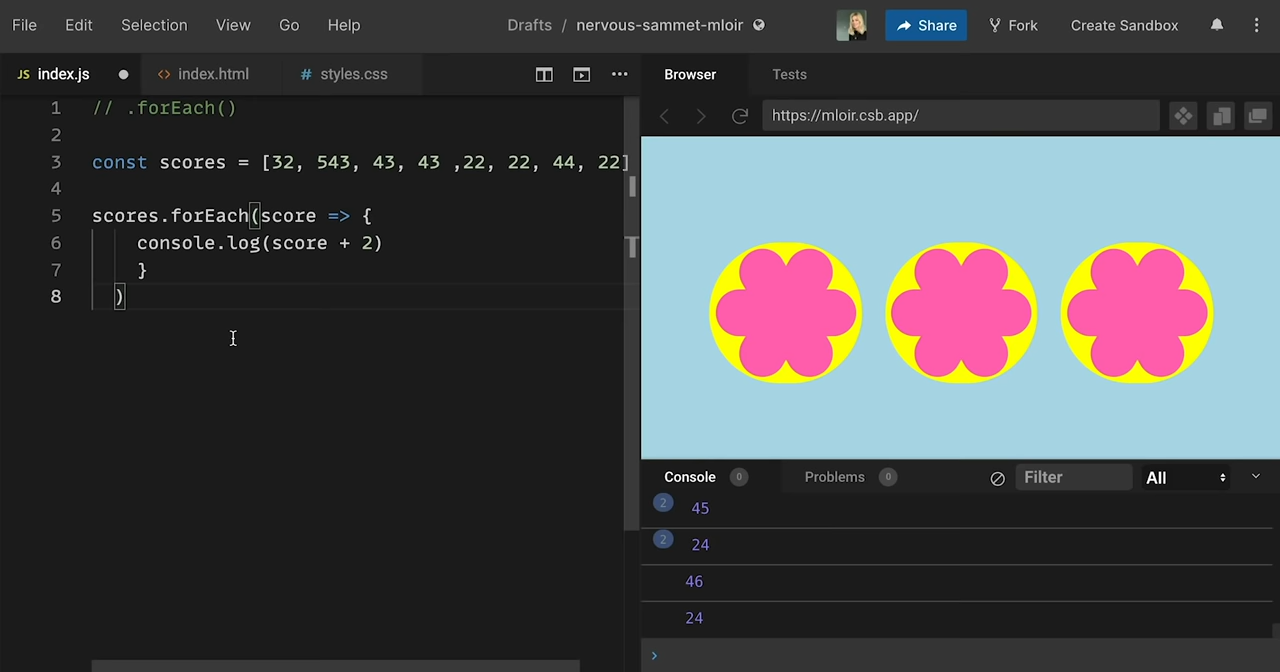 File Edit Selection View Go Help Drafts / nervous-sammet-mloir Share Fork Create Sandbox
JS index.js <> index.html # styles.css Browser Tests
https://mloir.csb.app/
1 // .forEach()
2
3 const scores = [32, 543, 43, 43 ,22, 22, 44, 22]
4
5 scores.forEach(score => {
6 console.log(score + 2)
7 }
8 )
Console 0 Problems 0 Filter All
2 45
2 24
46
24
›